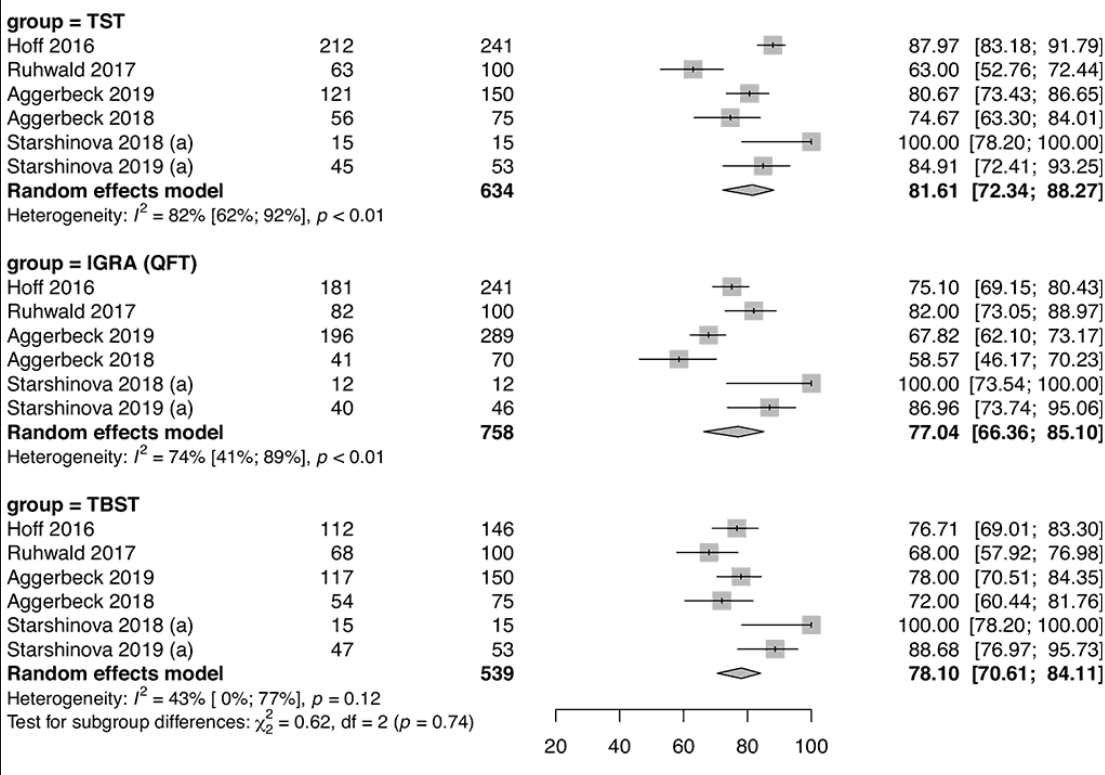 group = TST
Hoff 2016 212 241 87.97 [83.18; 91.79]
Ruhwald 2017 63 100 63.00 [52.76; 72.44]
Aggerbeck 2019 121 150 80.67 [73.43; 86.65]
Aggerbeck 2018 56 75 74.67 [63.30; 84.01]
Starshinova 2018 (a) 15 15 100.00 [78.20; 100.00]
Starshinova 2019 (a) 45 53 84.91 [72.41; 93.25]
Random effects model 634 81.61 [72.34; 88.27]
Heterogeneity: I² = 82% [62%; 92%], p < 0.01
group = IGRA (QFT)
Hoff 2016 181 241 75.10 [69.15; 80.43]
Ruhwald 2017 82 100 82.00 [73.05; 88.97]
Aggerbeck 2019 196 289 67.82 [62.10; 73.17]
Aggerbeck 2018 41 70 58.57 [46.17; 70.23]
Starshinova 2018 (a) 12 12 100.00 [73.54; 100.00]
Starshinova 2019 (a) 40 46 86.96 [73.74; 95.06]
Random effects model 758 77.04 [66.36; 85.10]
Heterogeneity: I² = 74% [41%; 89%], p < 0.01
group = TBST
Hoff 2016 112 146 76.71 [69.01; 83.30]
Ruhwald 2017 68 100 68.00 [57.92; 76.98]
Aggerbeck 2019 117 150 78.00 [70.51; 84.35]
Aggerbeck 2018 54 75 72.00 [60.44; 81.76]
Starshinova 2018 (a) 15 15 100.00 [78.20; 100.00]
Starshinova 2019 (a) 47 53 88.68 [76.97; 95.73]
Random effects model 539 78.10 [70.61; 84.11]
Heterogeneity: I² = 43% [ 0%; 77%], p = 0.12
Test for subgroup differences: χ₂² = 0.62, df = 2 (p = 0.74)
20 40 60 80 100